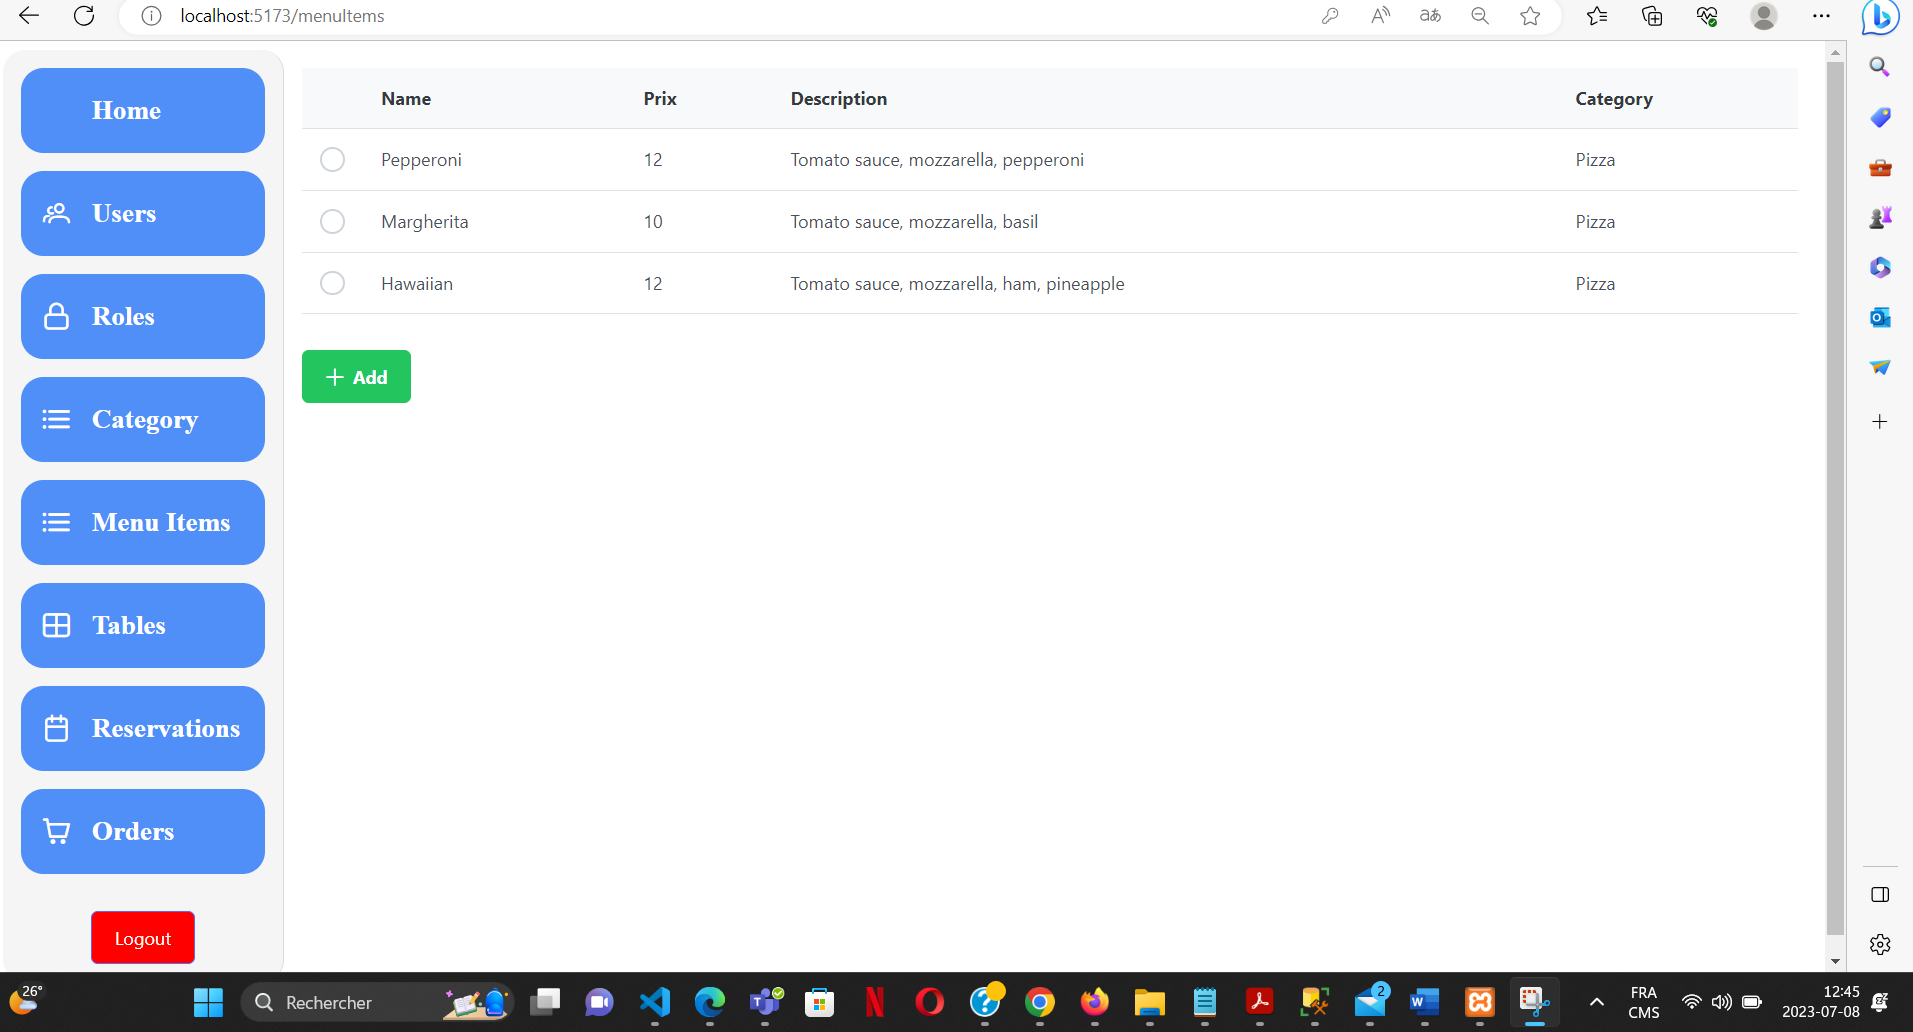 localhost:5173/menuItems
Home
Users
Roles
Category
Menu Items
Tables
Reservations
Orders
Logout
Name Prix Description Category
Pepperoni 12 Tomato sauce, mozzarella, pepperoni Pizza
Margherita 10 Tomato sauce, mozzarella, basil Pizza
Hawaiian 12 Tomato sauce, mozzarella, ham, pineapple Pizza
+ Add
26°
Rechercher
2
FRA
CMS
12:45
2023-07-08